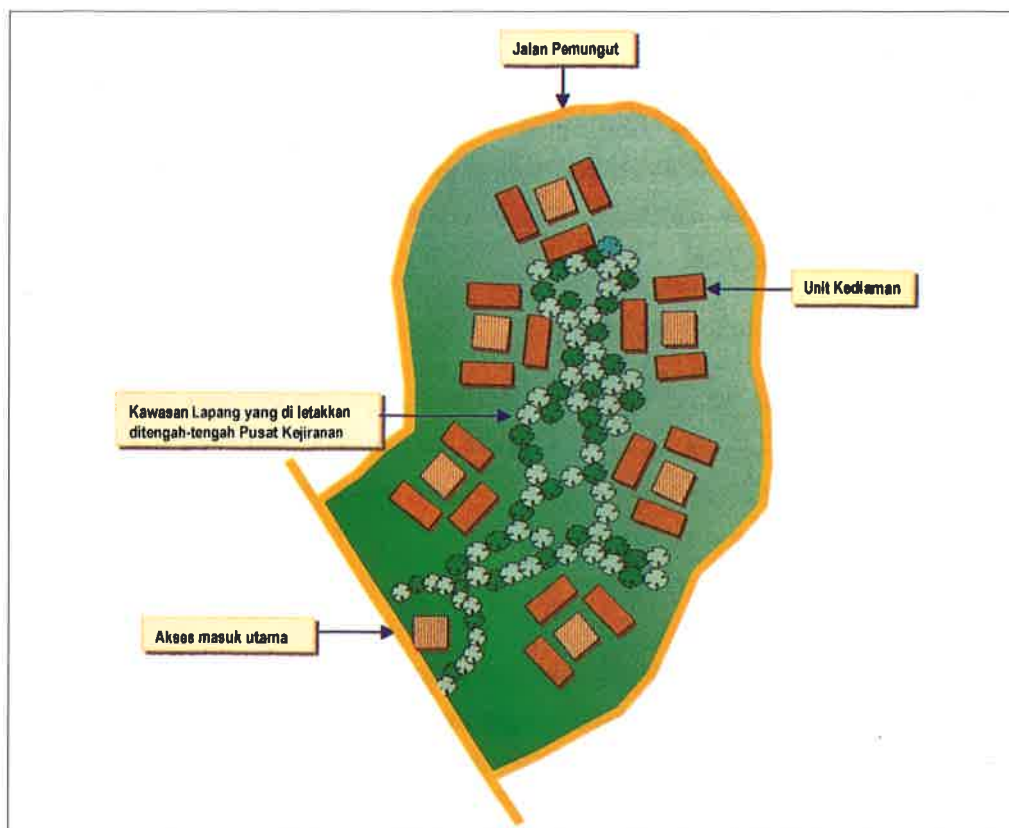 Jalan Pemungut
Unit Kediaman
Kawasan Lapang yang di letakkan
ditengah-tengah Pusat Kejiranan
Akses masuk utama